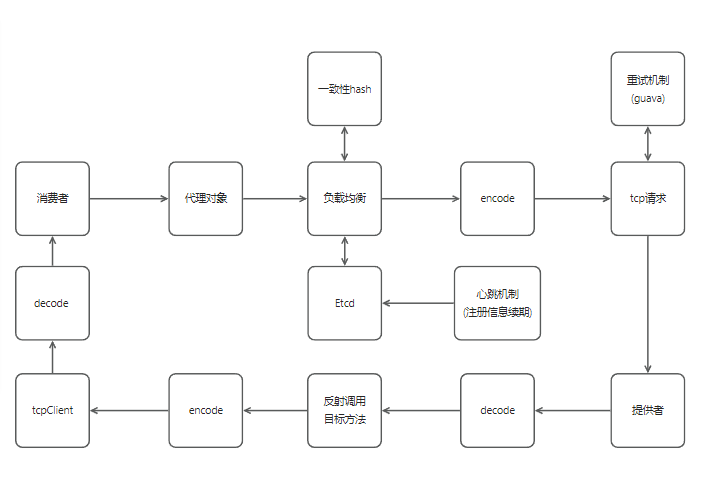 一致性hash
重试机制
(guava)
消费者
代理对象
负载均衡
encode
tcp请求
decode
Etcd
心跳机制
(注册信息续期)
tcpClient
encode
反射调用
目标方法
decode
提供者